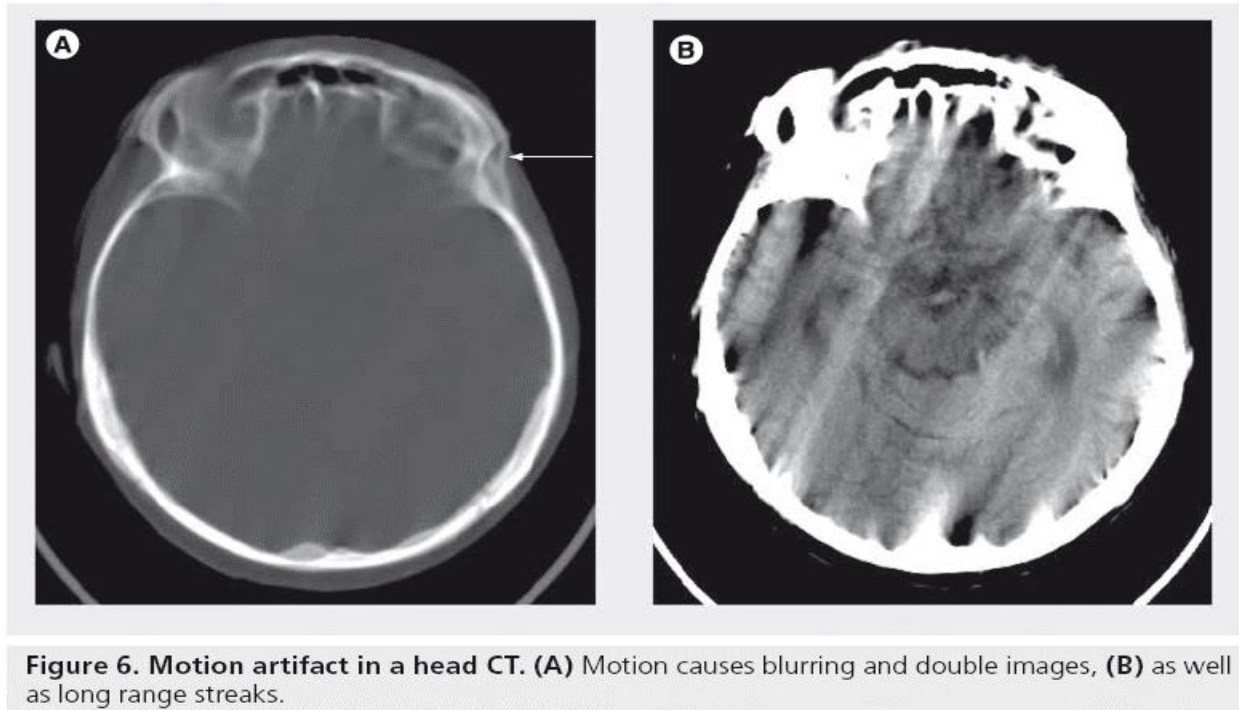 A
B
Figure 6. Motion artifact in a head CT. (A) Motion causes blurring and double images, (B) as well
as long range streaks.